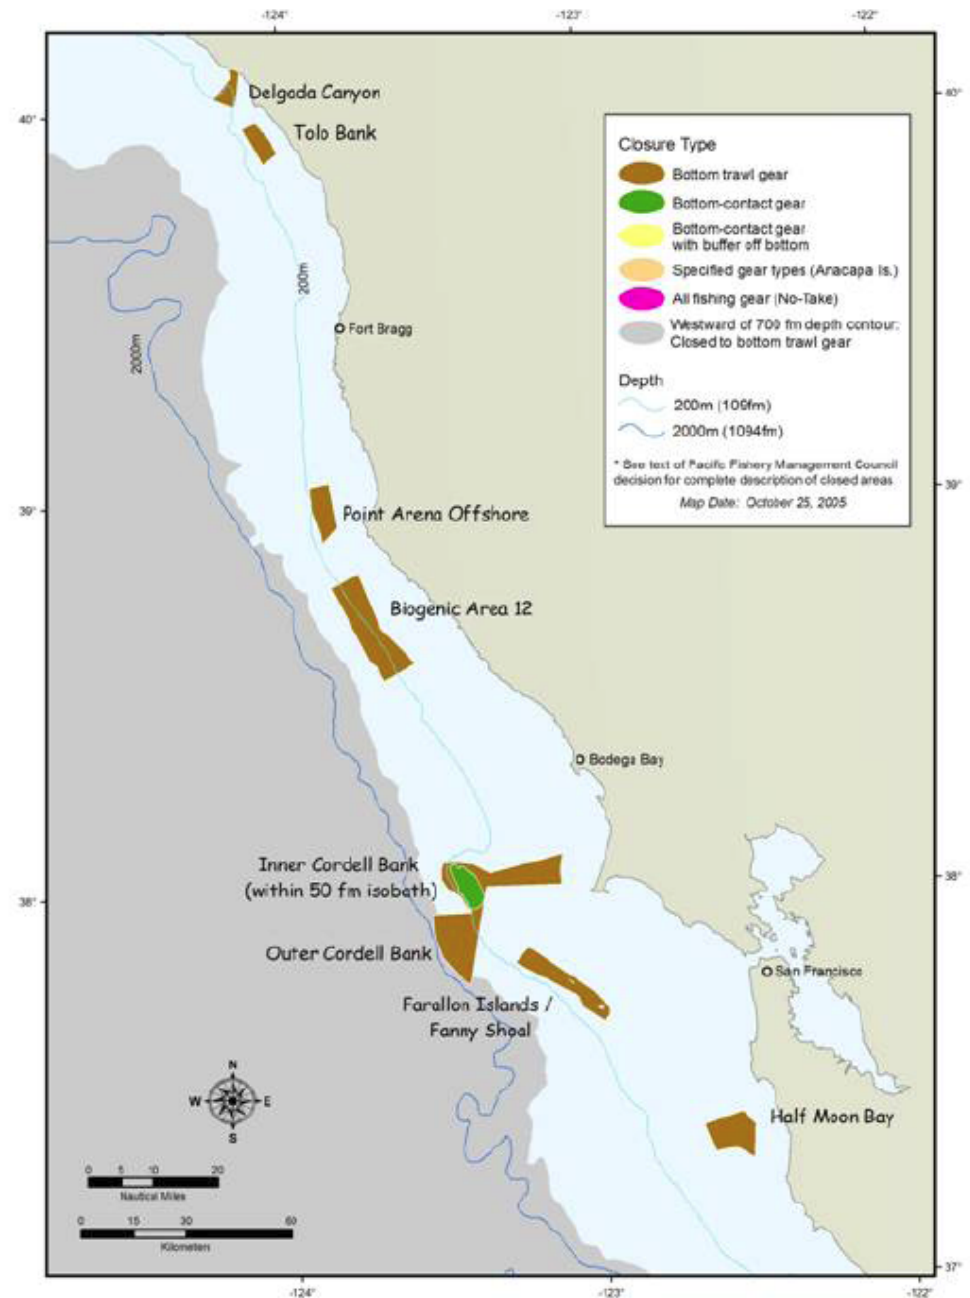 -124°
-123°
-122°
40°
40°
Delgada Canyon
Tolo Bank
Closure Type
Bottom trawl gear
Bottom-contact gear
Bottom-contact gear
with buffer off bottom
Specified gear types (Anacapa Is.)
All fishing gear (No-Take)
Westward of 700 fm depth contour:
Closed to bottom trawl gear
Depth
200m (109fm)
2000m (1094fm)
* See text of Pacific Fishery Management Council
decision for complete description of closed areas
Map Date: October 25, 2005
200m
2000m
Fort Bragg
39°
39°
Point Arena Offshore
Biogenic Area 12
Bodega Bay
Inner Cordell Bank
(within 50 fm isobath)
38°
38°
Outer Cordell Bank
San Francisco
Farallon Islands /
Fanny Shoal
N
W
E
S
Half Moon Bay
0 5 10 20
Nautical Miles
0 15 30 60
Kilometers
37°
-124°
-123°
-122°